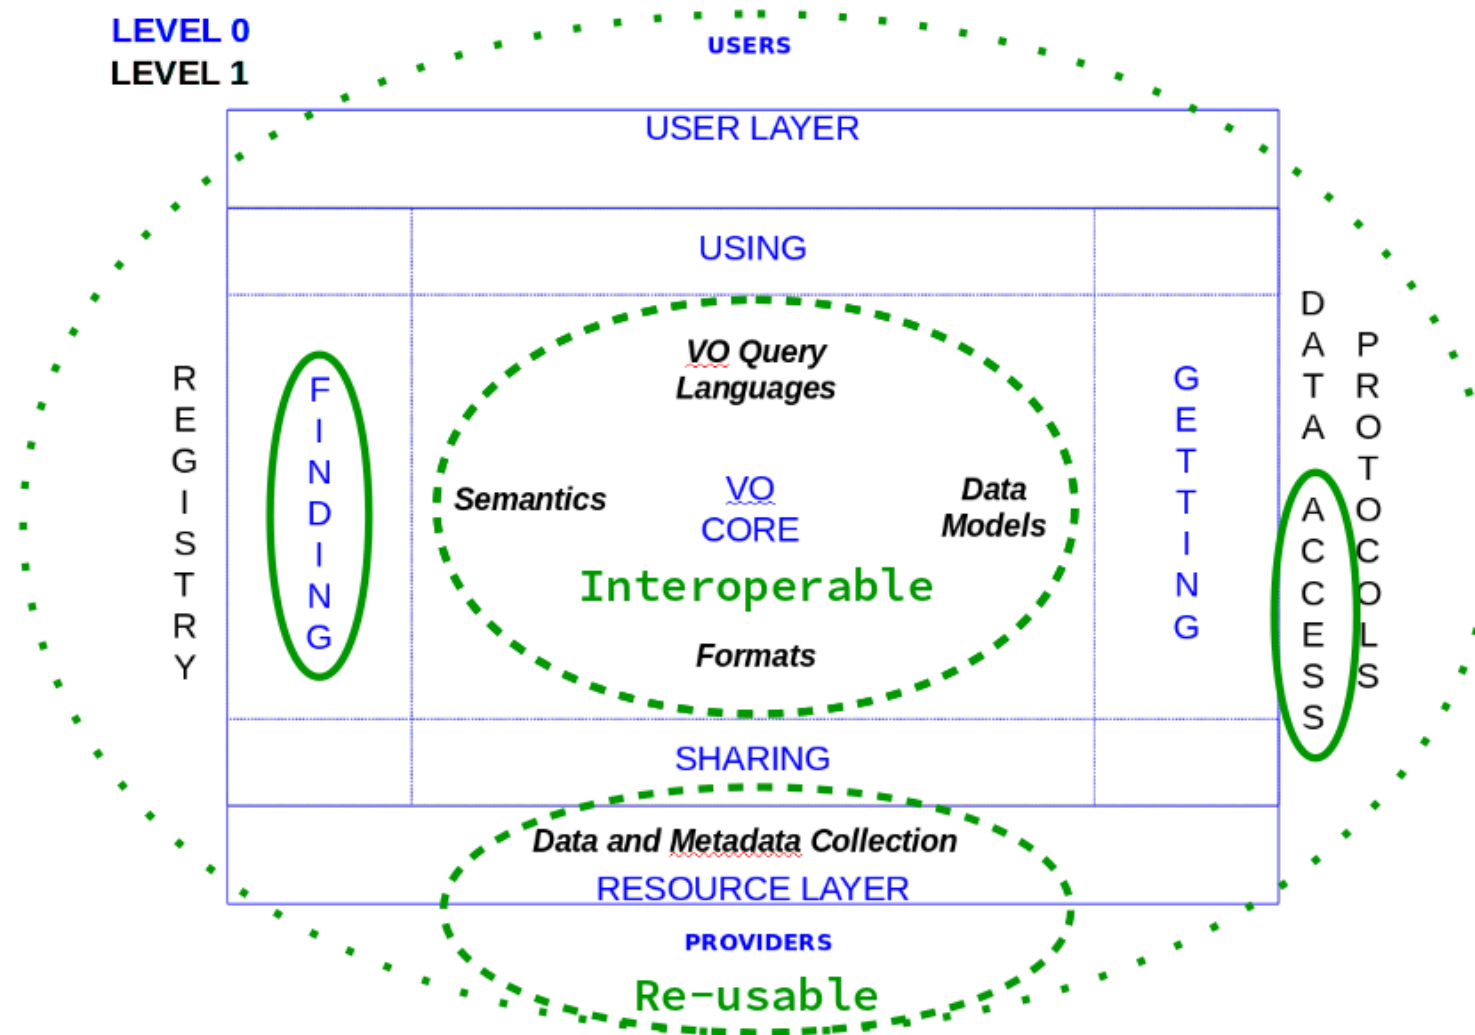 LEVEL 0
LEVEL 1
USERS
USER LAYER
USING
REGISTRY
FINDING
VO Query
Languages
Semantics
VO
CORE
Data
Models
Interoperable
Formats
GETTING
DATA ACCESS
PROTOCOLS
SHARING
Data and Metadata Collection
RESOURCE LAYER
PROVIDERS
Re-usable